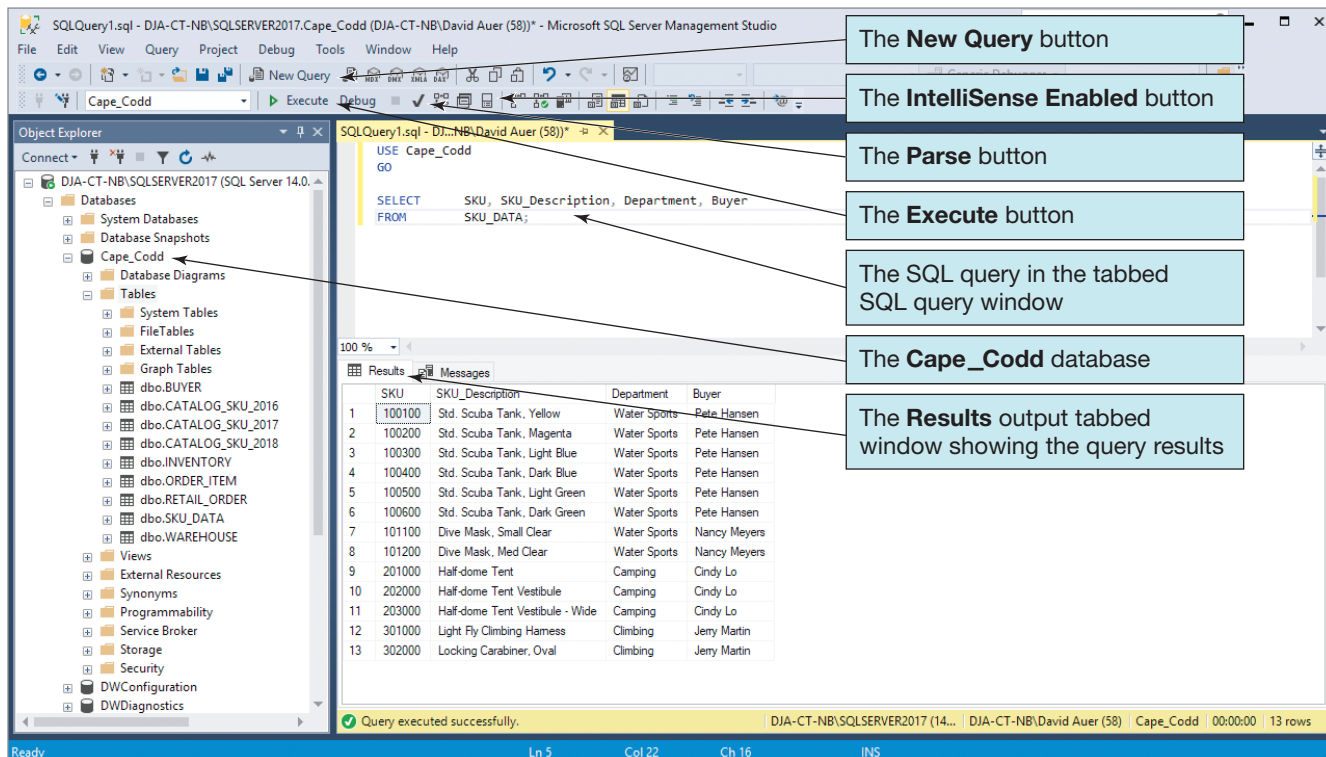 SQLQuery1.sql - DJA-CT-NB\SQLSERVER2017.Cape_Codd (DJA-CT-NB\David Auer (58))* - Microsoft SQL Server Management Studio
File Edit View Query Project Debug Tools Window Help
New Query
MDX DMX XMLA DAX
Cape_Codd
Execute Debug
The New Query button
The IntelliSense Enabled button
The Parse button
The Execute button
The SQL query in the tabbed
SQL query window
The Cape_Codd database
The Results output tabbed
window showing the query results
Object Explorer
Connect
DJA-CT-NB\SQLSERVER2017 (SQL Server 14.0.
Databases
System Databases
Database Snapshots
Cape_Codd
Database Diagrams
Tables
System Tables
FileTables
External Tables
Graph Tables
dbo.BUYER
dbo.CATALOG_SKU_2016
dbo.CATALOG_SKU_2017
dbo.CATALOG_SKU_2018
dbo.INVENTORY
dbo.ORDER_ITEM
dbo.RETAIL_ORDER
dbo.SKU_DATA
dbo.WAREHOUSE
Views
External Resources
Synonyms
Programmability
Service Broker
Storage
Security
DWConfiguration
DWDiagnostics
SQLQuery1.sql - DJ...NB\David Auer (58))*
USE Cape_Codd
GO
SELECT SKU, SKU_Description, Department, Buyer
FROM SKU_DATA;
100 %
Results Messages
SKU SKU_Description Department Buyer
1 100100 Std. Scuba Tank, Yellow Water Sports Pete Hansen
2 100200 Std. Scuba Tank, Magenta Water Sports Pete Hansen
3 100300 Std. Scuba Tank, Light Blue Water Sports Pete Hansen
4 100400 Std. Scuba Tank, Dark Blue Water Sports Pete Hansen
5 100500 Std. Scuba Tank, Light Green Water Sports Pete Hansen
6 100600 Std. Scuba Tank, Dark Green Water Sports Pete Hansen
7 101100 Dive Mask, Small Clear Water Sports Nancy Meyers
8 101200 Dive Mask, Med Clear Water Sports Nancy Meyers
9 201000 Half-dome Tent Camping Cindy Lo
10 202000 Half-dome Tent Vestibule Camping Cindy Lo
11 203000 Half-dome Tent Vestibule - Wide Camping Cindy Lo
12 301000 Light Fly Climbing Harness Climbing Jerry Martin
13 302000 Locking Carabiner, Oval Climbing Jerry Martin
Query executed successfully.
DJA-CT-NB\SQLSERVER2017 (14... DJA-CT-NB\David Auer (58) Cape_Codd 00:00:00 13 rows
Ready Ln 5 Col 22 Ch 16 INS